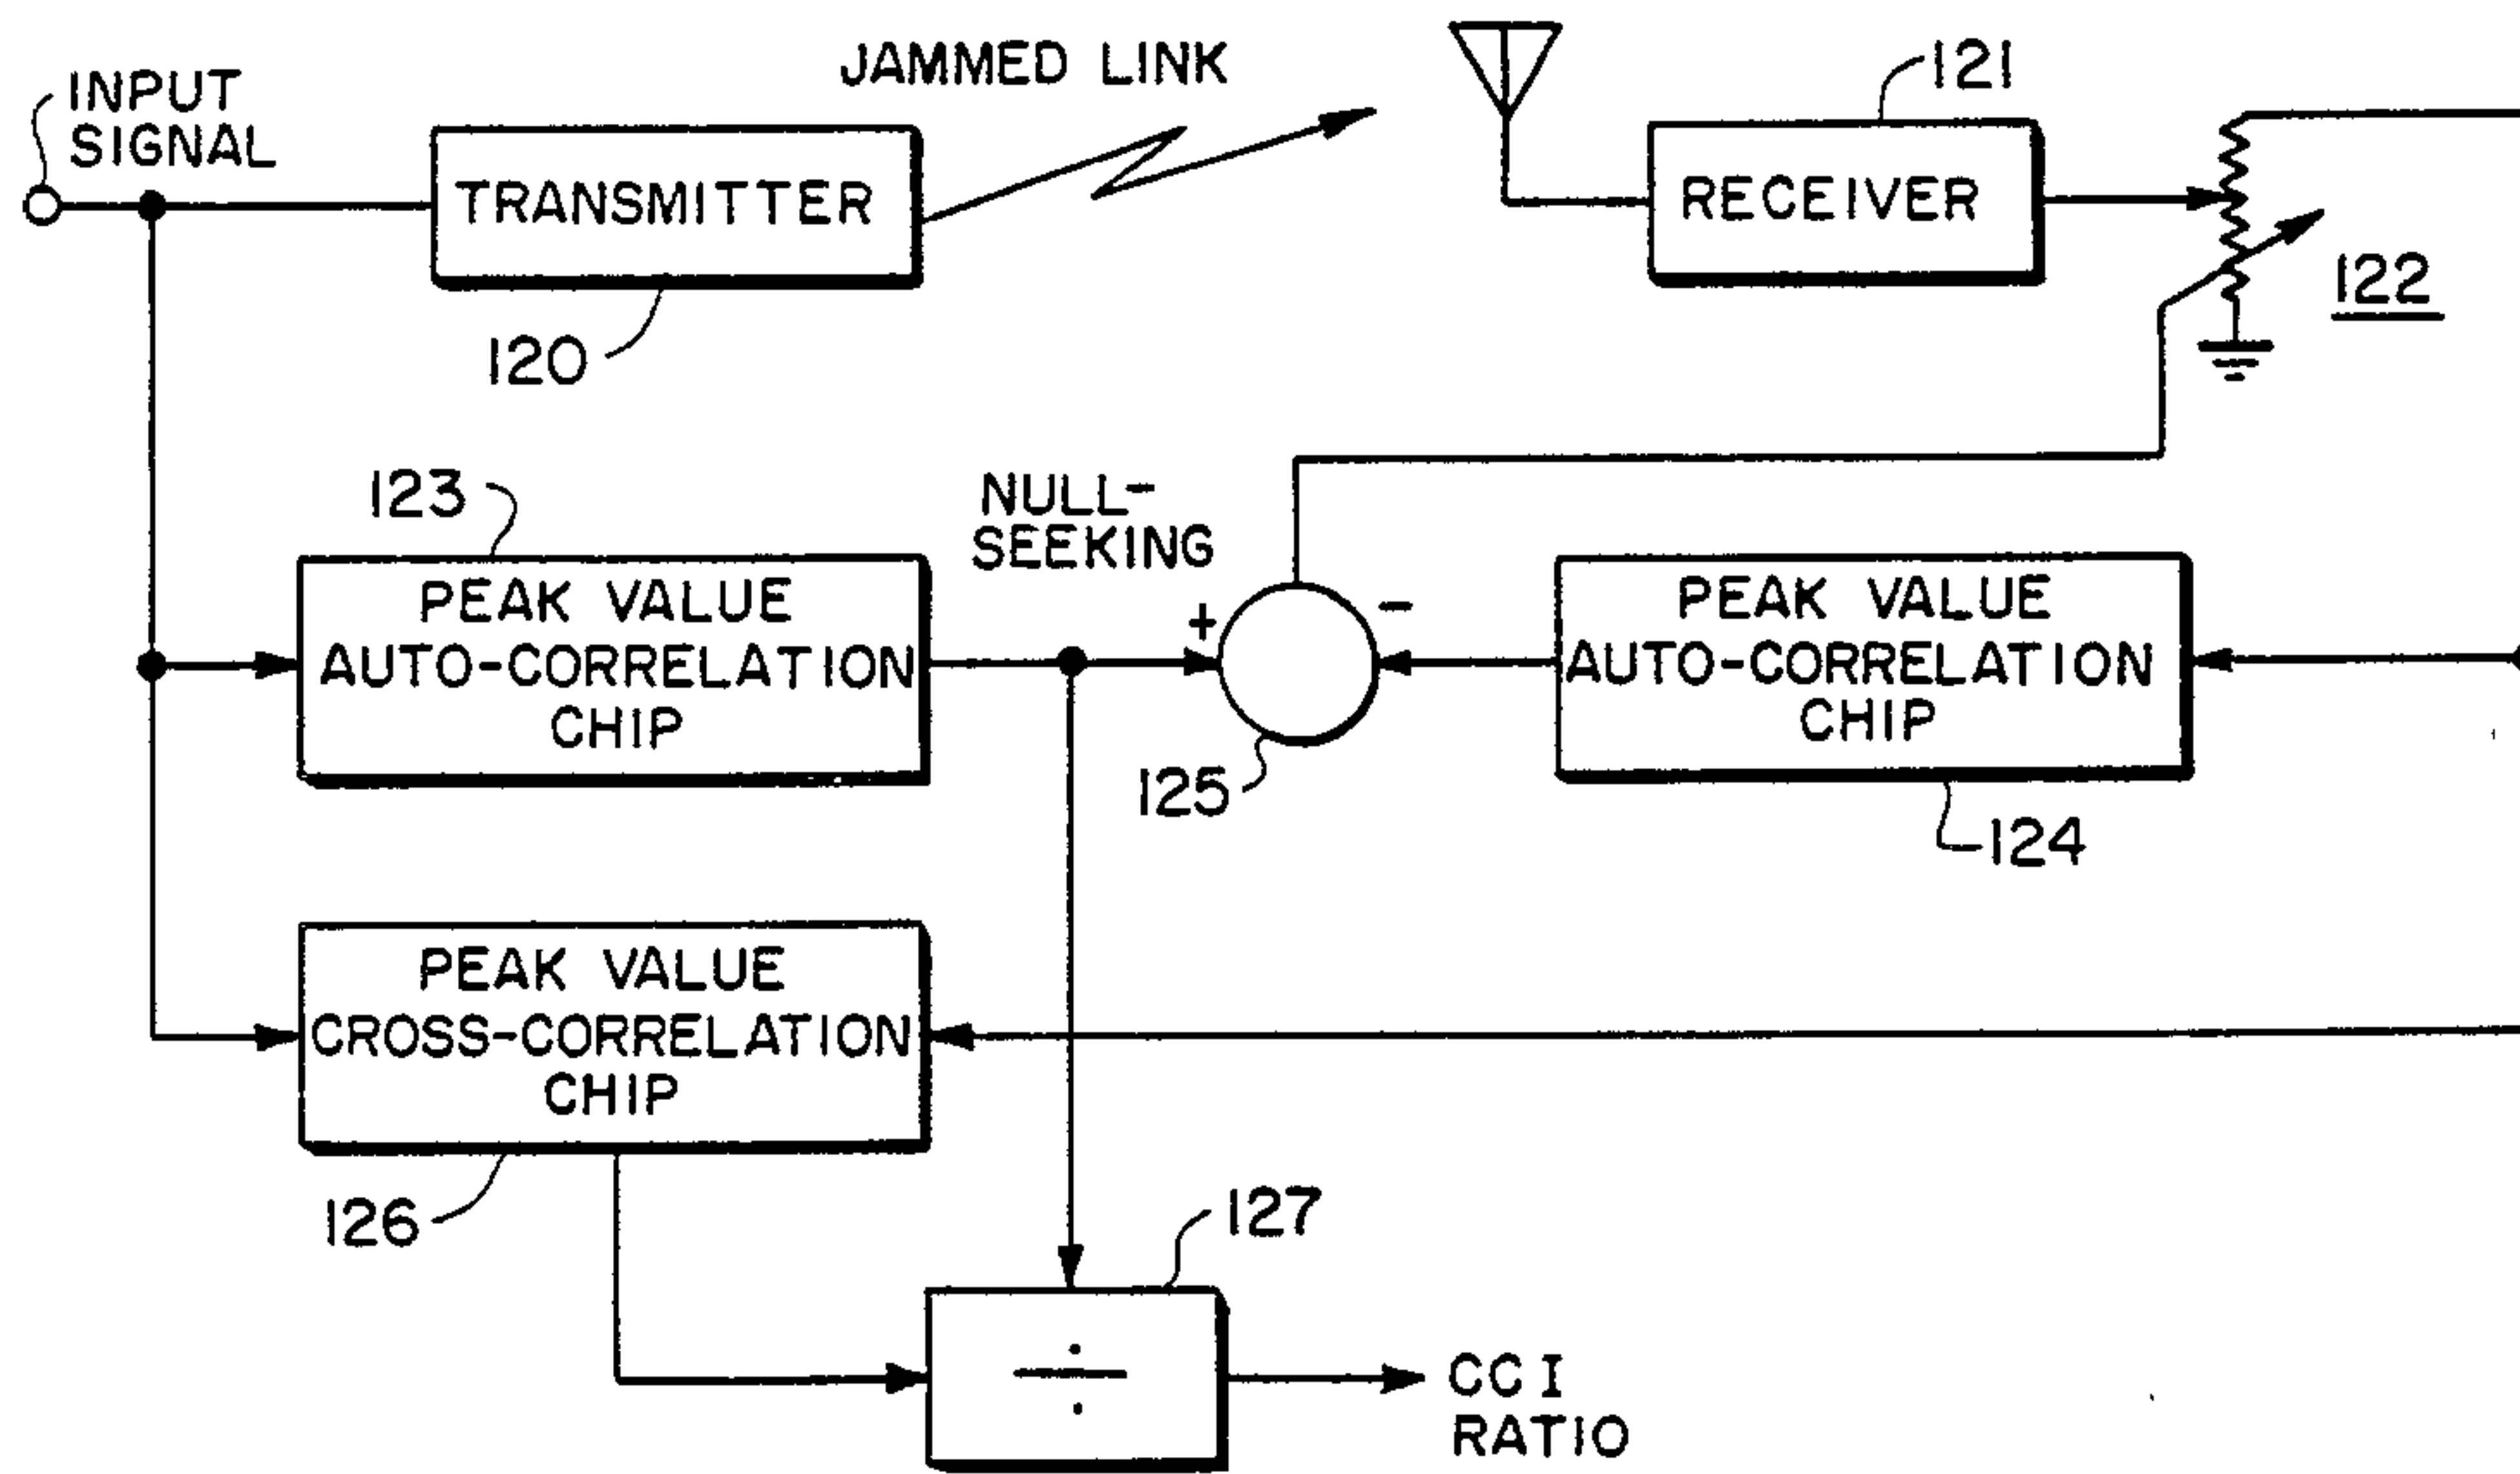 INPUT
SIGNAL
JAMMED LINK
121
TRANSMITTER
RECEIVER
122
120
123
NULL-
SEEKING
PEAK VALUE
AUTO-CORRELATION
CHIP
+
-
PEAK VALUE
AUTO-CORRELATION
CHIP
125
124
PEAK VALUE
CROSS-CORRELATION
CHIP
126
127
÷
CCI
RATIO